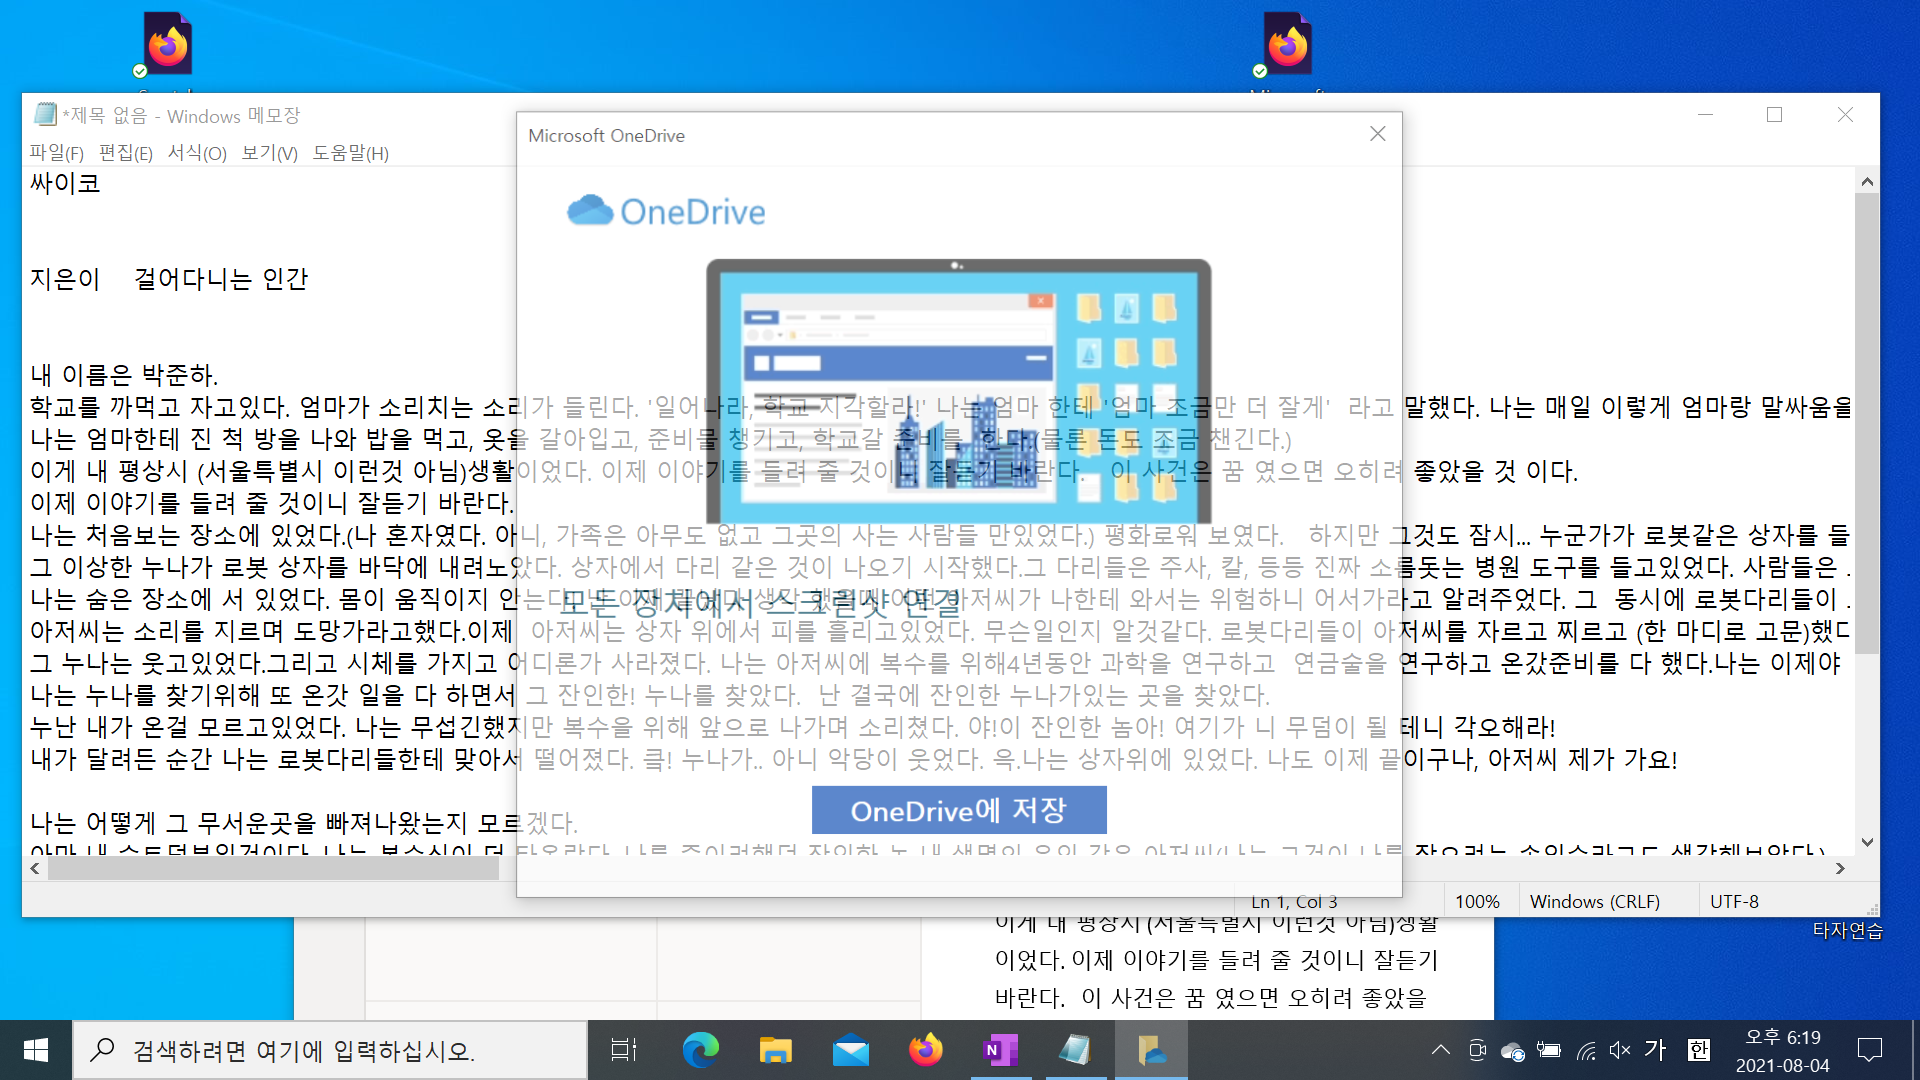 *제목 없음 - Windows 메모장
파일(F) 편집(E) 서식(O) 보기(V) 도움말(H)
싸이코
지은이 걸어다니는 인간
내 이름은 박준하.
학교를 까먹고 자고있다. 엄마가 소리치는 소리가 들린다. '일어나라, 학교 지각할라!' 나는 엄마 한테 '엄마 조금만 더 잘게' 라고 말했다. 나는 매일 이렇게 엄마랑 말싸움을
나는 엄마한테 진 척 방을 나와 밥을 먹고, 옷을 갈아입고, 준비물 챙기고, 학교갈 준비를 한다.(물론 돈도 조금 챈긴다.)
이게 내 평상시 (서울특별시 이런것 아님)생활이었다. 이제 이야기를 들려 줄 것이니 잘듣기 바란다. 이 사건은 꿈 였으면 오히려 좋았을 것 이다.
이제 이야기를 들려 줄 것이니 잘듣기 바란다.
나는 처음보는 장소에 있었다.(나 혼자였다. 아니, 가족은 아무도 없고 그곳의 사는 사람들 만있었다.) 평화로워 보였다. 하지만 그것도 잠시... 누군가가 로봇같은 상자를 들
그 이상한 누나가 로봇 상자를 바닥에 내려노았다. 상자에서 다리 같은 것이 나오기 시작했다.그 다리들은 주사, 칼, 등등 진짜 소름돗는 병원 도구를 들고있었다. 사람들은
나는 숨은 장소에 서 있었다. 몸이 움직이지 안는다 아저씨가 나한테 와서는 위험하니 어서가라고 알려주었다. 그 동시에 로봇다리들이
아저씨는 소리를 지르며 도망가라고했다.이제 아저씨는 상자 위에서 피를 흘리고있었다. 무슨일인지 알것같다. 로봇다리들이 아저씨를 자르고 찌르고 (한 마디로 고문)했다
그 누나는 웃고있었다.그리고 시체를 가지고 어디론가 사라졌다. 나는 아저씨에 복수를 위해4년동안 과학을 연구하고 연금술을 연구하고 온갓준비를 다 했다.나는 이제야
나는 누나를 찾기위해 또 온갓 일을 다 하면서 그 잔인한! 누나를 찾았다. 난 결국에 잔인한 누나가있는 곳을 찾았다.
누난 내가 온걸 모르고있었다. 나는 무섭긴했지만 복수을 위해 앞으로 나가며 소리쳤다. 야!이 잔인한 놈아! 여기가 니 무덤이 될 테니 각오해라!
내가 달려든 순간 나는 로봇다리들한테 맞아서 떨어졌다. 킄! 누나가.. 아니 악당이 웃었다. 윽.나는 상자위에 있었다. 나도 이제 끝이구나, 아저씨 제가 가요!
나는 어떻게 그 무서운곳을 빠져나왔는지 모르겠다.
Microsoft OneDrive
OneDrive
모든 장치에서 스크린샷 연결
OneDrive에 저장
Ln 1, Col 3 100% Windows (CRLF) UTF-8
타자연습
이게 내 평상시 (서울특별시 이런것 아님)생활
이었다. 이제 이야기를 들려 줄 것이니 잘듣기
바란다. 이 사건은 꿈 였으면 오히려 좋았을
검색하려면 여기에 입력하십시오.
가 한
오후 6:19
2021-08-04